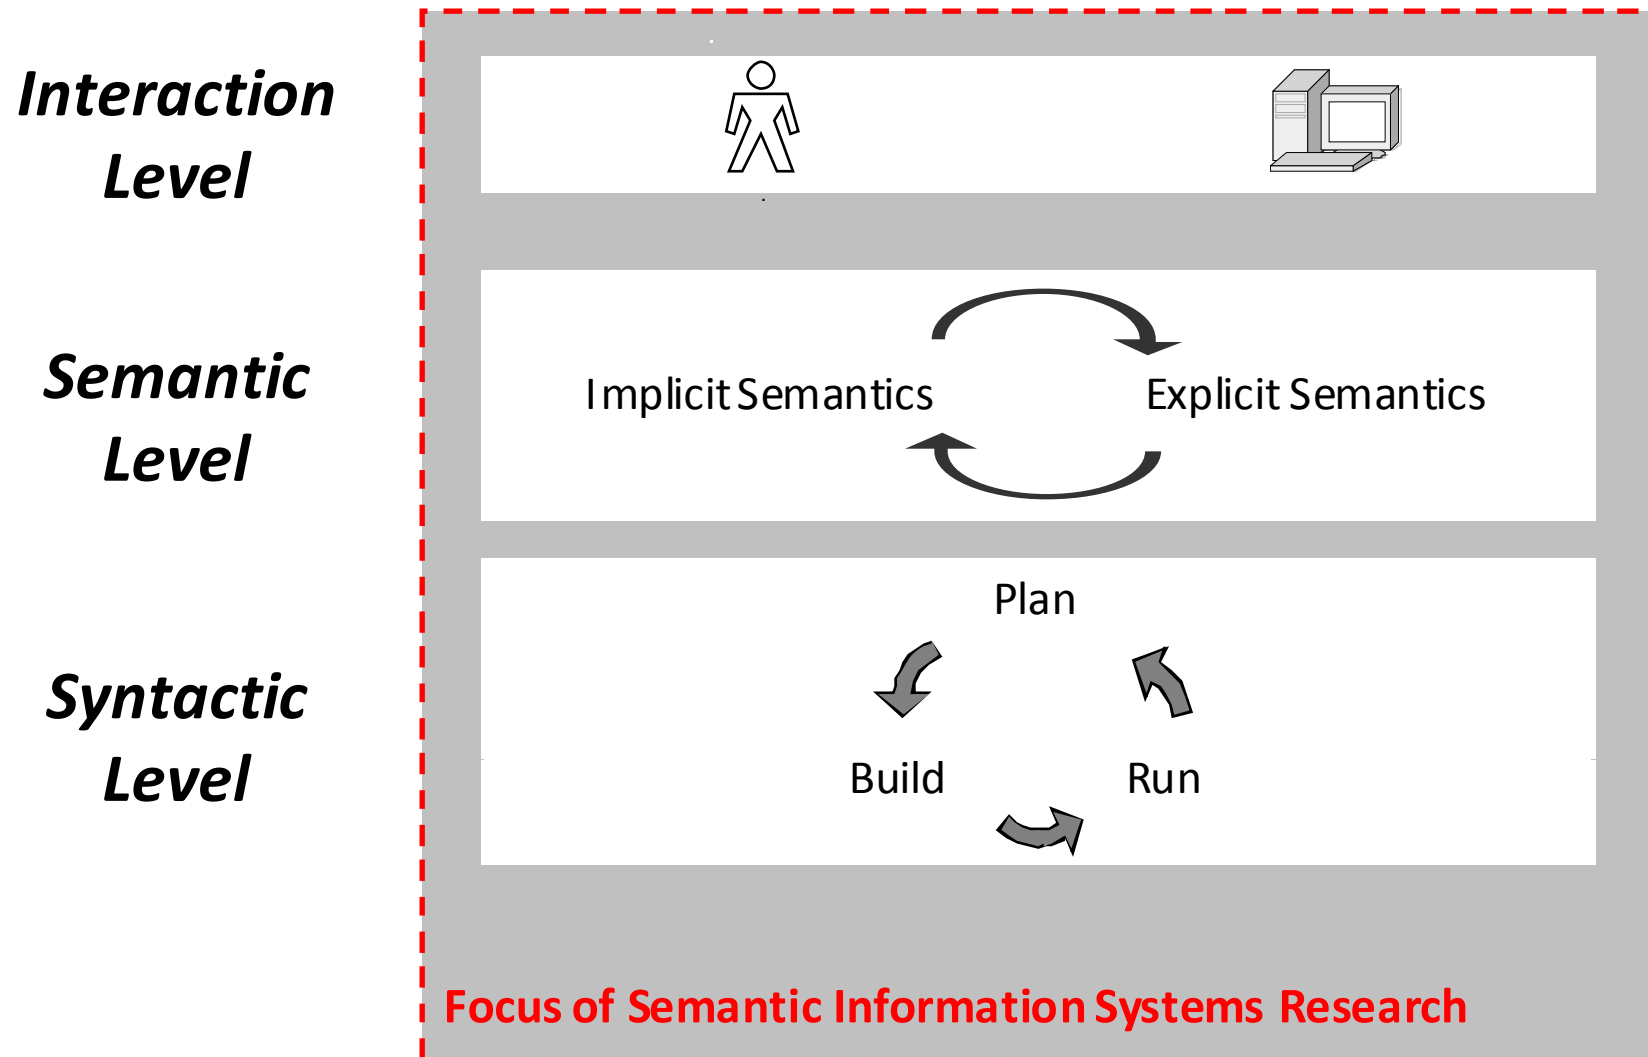 Interaction
Level
Semantic
Level
Implicit Semantics
Explicit Semantics
Syntactic
Level
Plan
Build
Run
Focus of Semantic Information Systems Research